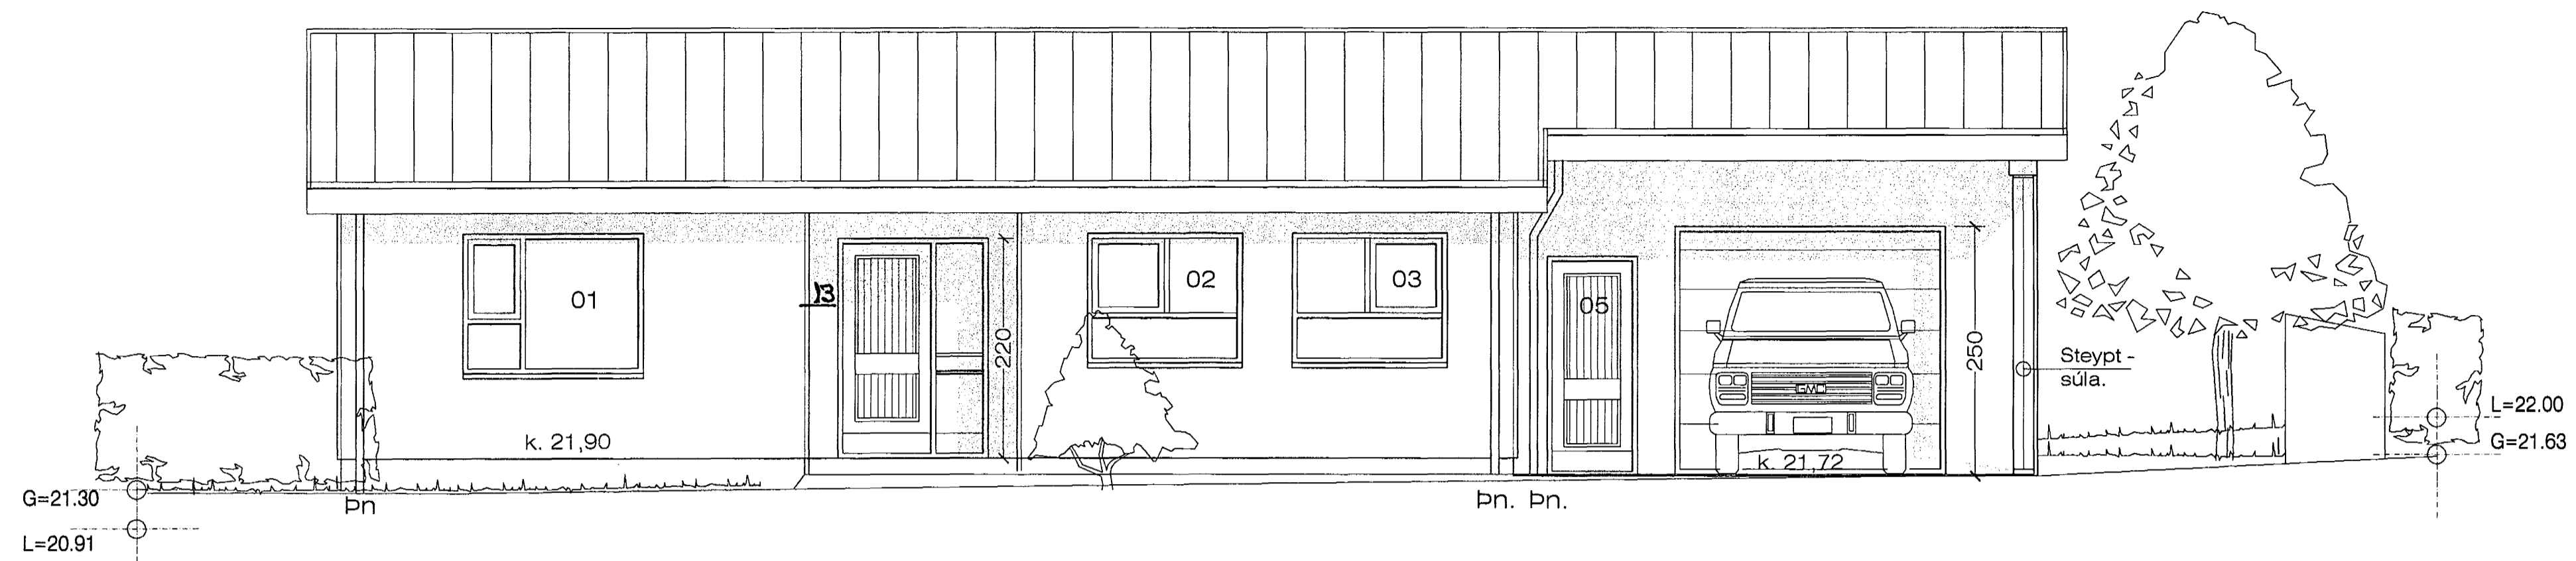 01
13
220
02
03
05
GMC
250
Steypt-
súla.
L=22.00
G=21.63
k. 21,90
k. 21,72
G=21.30
L=20.91
Þn
Þn. Þn.